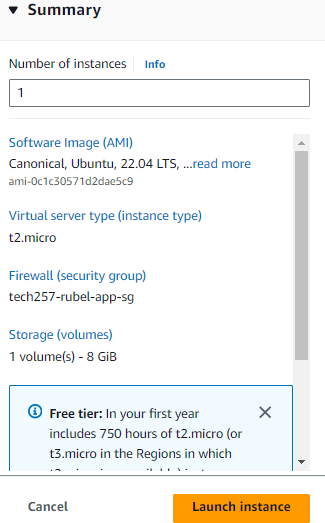 Summary
Number of instances Info
1
Software Image (AMI)
Canonical, Ubuntu, 22.04 LTS, ...read more
ami-0c1c30571d2dae5c9
Virtual server type (instance type)
t2.micro
Firewall (security group)
tech257-rubel-app-sg
Storage (volumes)
1 volume(s) - 8 GiB
Free tier: In your first year
includes 750 hours of t2.micro (or
t3.micro in the Regions in which
Cancel
Launch instance